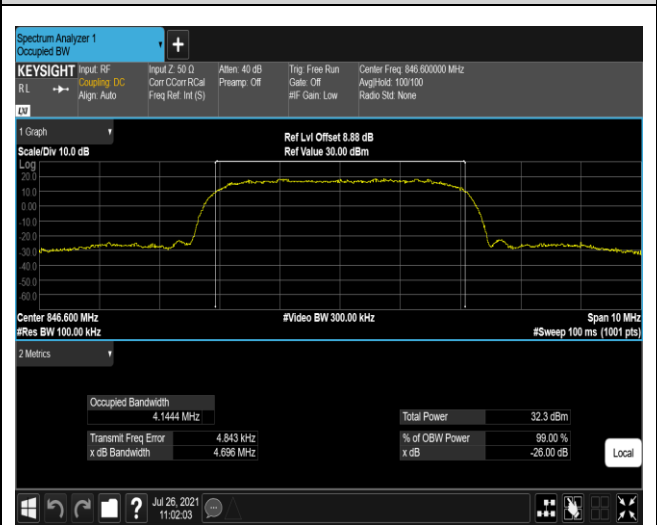 Spectrum Analyzer 1
Occupied BW
+
KEYSIGHT Input: RF Input Z: 50 Ω Atten: 40 dB Trig: Free Run Center Freq: 846.600000 MHz
RL Coupling: DC Corr CCorr RCal Preamp: Off Gate: Off Avg|Hold: 100/100
Align: Auto Freq Ref: Int (S) #IF Gain: Low Radio Std: None
LXI
1 Graph
Ref Lvl Offset 8.88 dB
Scale/Div 10.0 dB Ref Value 30.00 dBm
Log
20.0
10.0
0.00
-10.0
-20.0
-30.0
-40.0
-50.0
-60.0
Center 846.600 MHz #Video BW 300.00 kHz Span 10 MHz
#Res BW 100.00 kHz #Sweep 100 ms (1001 pts)
2 Metrics
Occupied Bandwidth
4.1444 MHz Total Power 32.3 dBm
Transmit Freq Error 4.843 kHz % of OBW Power 99.00 %
x dB Bandwidth 4.696 MHz x dB -26.00 dB
Local
? Jul 26, 2021
11:02:03